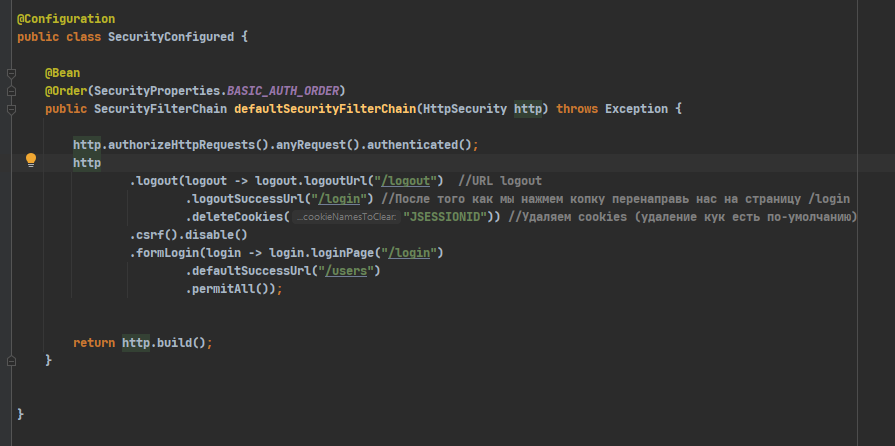 @Configuration
public class SecurityConfigured {
@Bean
@Order(SecurityProperties.BASIC_AUTH_ORDER)
public SecurityFilterChain defaultSecurityFilterChain(HttpSecurity http) throws Exception {
http.authorizeHttpRequests().anyRequest().authenticated();
http
.logout(logout -> logout.logoutUrl("/logout")  //URL logout
.logoutSuccessUrl("/login") //После того как мы нажмем копку перенаправь нас на страницу /login
.deleteCookies( ...cookieNamesToClear: "JSESSIONID")) //Удаляем cookies (удаление кук есть по-умолчанию)
.csrf().disable()
.formLogin(login -> login.loginPage("/login")
.defaultSuccessUrl("/users")
.permitAll());
return http.build();
}
}